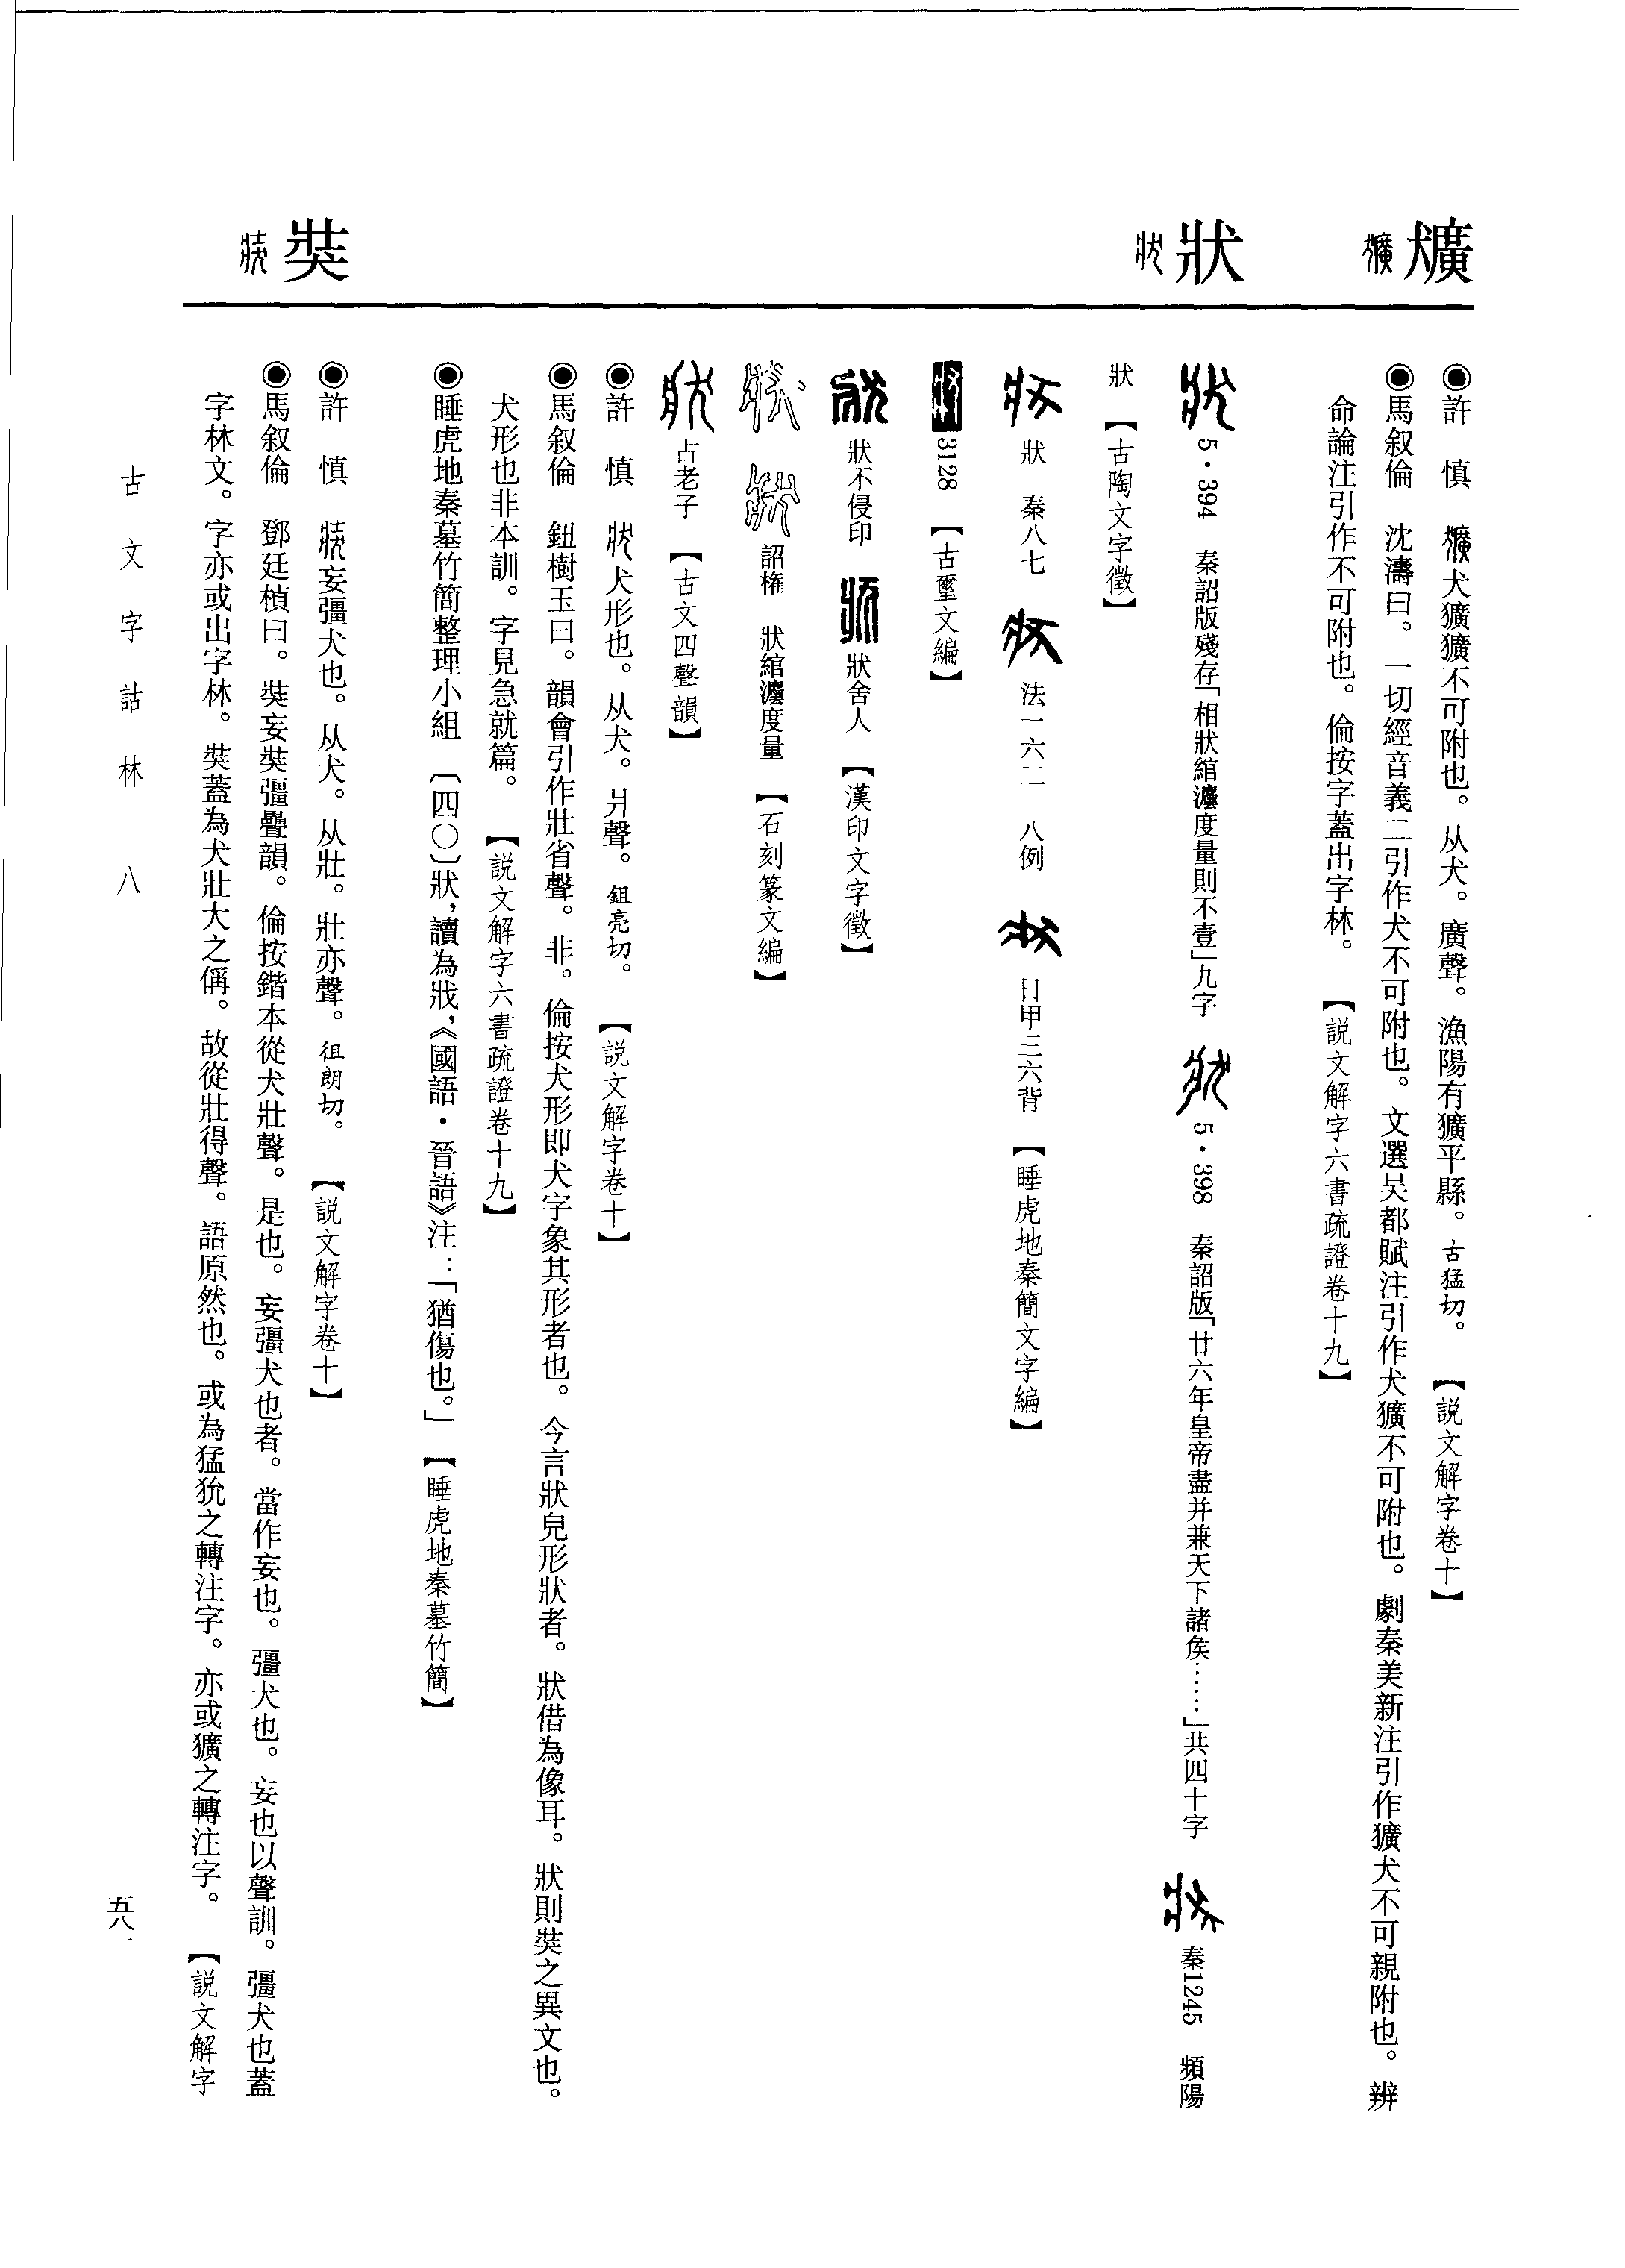 獷
狀
奘
◉許　慎　獷犬獷獷不可附也。从犬。廣聲。漁陽有獷平縣。古猛切。【説文解字卷十】
◉馬叙倫　沈濤曰。一切經音義二引作犬不可附也。文選吴都賦注引作犬獷不可附也。劇秦美新注引作獷犬不可親附也。辨
命論注引作不可附也。倫按字蓋出字林。【説文解字六書疏證卷十九】
5·394　秦詔版殘存「相狀綰灋度量則不壹」九字　5·398　秦詔版「廿六年皇帝盡并兼天下諸矦……」共四十字　秦1245　頻陽
狀【古陶文字徵】
狀　秦八七　法一六二　八例　日甲三六背　【睡虎地秦簡文字編】
3128　【古璽文編】
狀不侵印　狀舍人　【漢印文字徵】
詔權　狀綰灋度量　【石刻篆文編】
古老子　【古文四聲韻】
◉許　慎　狀犬形也。从犬。爿聲。鉏亮切。【説文解字卷十】
◉馬叙倫　鈕樹玉曰。韻會引作壯省聲。非。倫按犬形即犬字象其形者也。今言狀皃形狀者。狀借為像耳。狀則奘之異文也。
犬形也非本訓。字見急就篇。【説文解字六書疏證卷十九】
◉睡虎地秦墓竹簡整理小組　〔四〇〕狀，讀為戕，《國語·晉語》注：「猶傷也。」【睡虎地秦墓竹簡】
◉許　慎　奘妄彊犬也。从犬。从壯。壯亦聲。徂朗切。【説文解字卷十】
◉馬叙倫　鄧廷楨曰。奘妄奘彊疊韻。倫按鍇本從犬壯聲。是也。妄彊犬也者。當作妄也。彊犬也。妄也以聲訓。彊犬也蓋
字林文。字亦或出字林。奘蓋為犬壯大之偁。故從壯得聲。語原然也。或為猛狁之轉注字。亦或獷之轉注字。【説文解字
古文字詁林　八
五八一